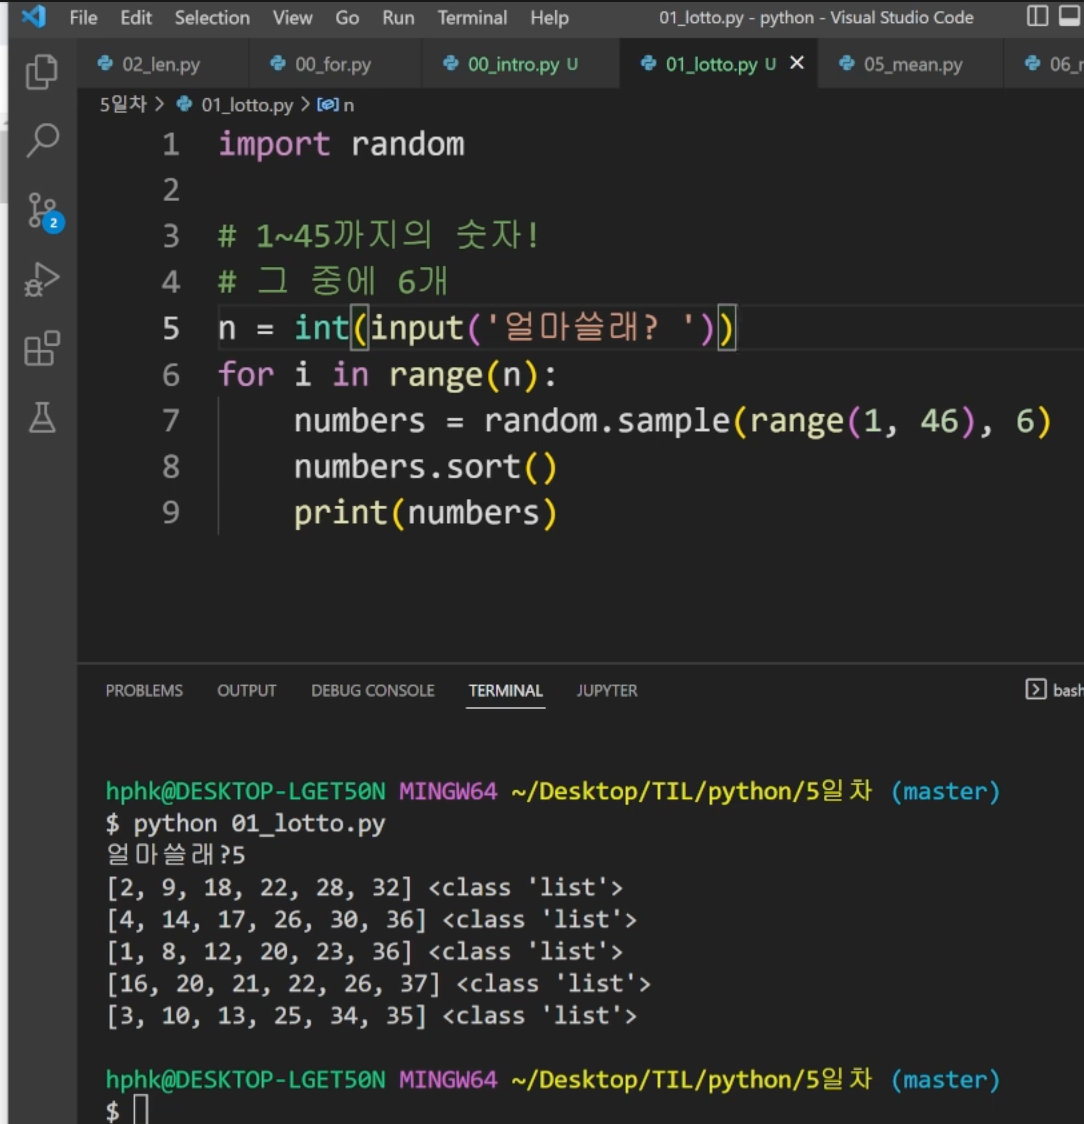 File Edit Selection View Go Run Terminal Help 01_lotto.py - python - Visual Studio Code
02_len.py 00_for.py 00_intro.py U 01_lotto.py U 05_mean.py
5일차 > 01_lotto.py > n
2
1 import random
2
3 # 1~45까지의 숫자!
4 # 그 중에 6개
5 n = int(input('얼마쓸래? '))
6 for i in range(n):
7 numbers = random.sample(range(1, 46), 6)
8 numbers.sort()
9 print(numbers)
PROBLEMS OUTPUT DEBUG CONSOLE TERMINAL JUPYTER bash
hphk@DESKTOP-LGET50N MINGW64 ~/Desktop/TIL/python/5일차 (master)
$ python 01_lotto.py
얼마쓸래?5
[2, 9, 18, 22, 28, 32] <class 'list'>
[4, 14, 17, 26, 30, 36] <class 'list'>
[1, 8, 12, 20, 23, 36] <class 'list'>
[16, 20, 21, 22, 26, 37] <class 'list'>
[3, 10, 13, 25, 34, 35] <class 'list'>
hphk@DESKTOP-LGET50N MINGW64 ~/Desktop/TIL/python/5일차 (master)
$